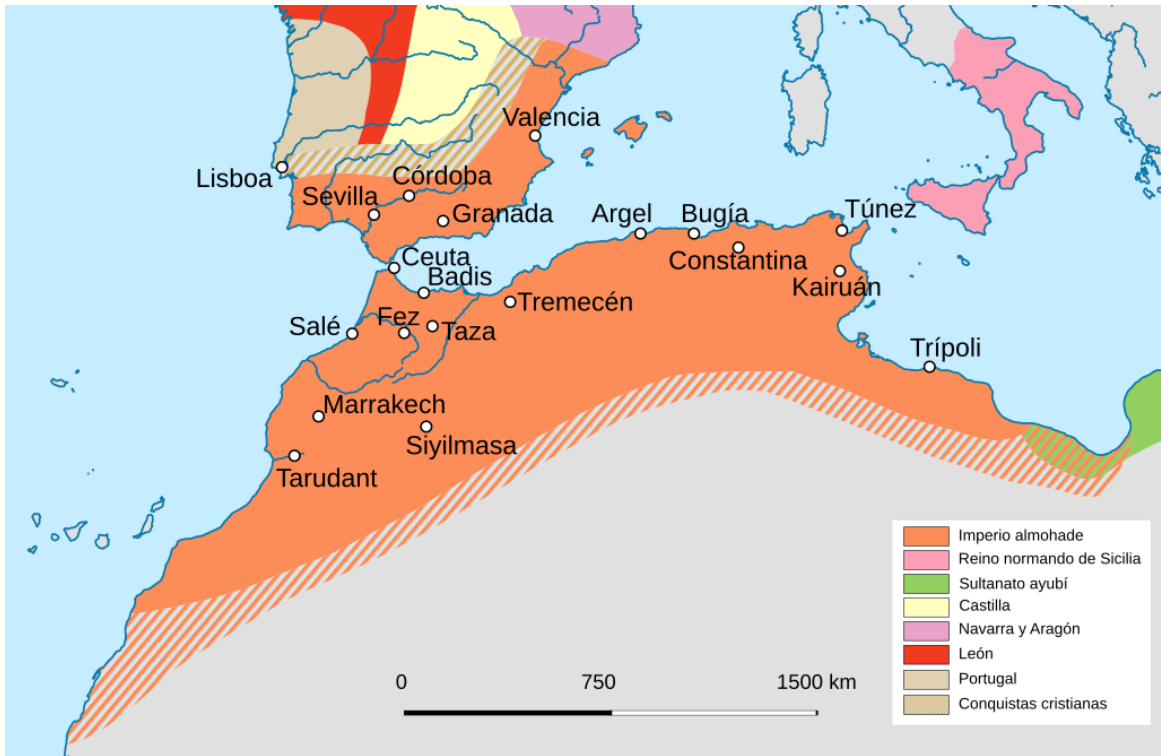 Valencia
Lisboa
Córdoba
Sevilla
Granada
Argel
Bugía
Túnez
Ceuta
Constantina
Badis
Kairuán
Tremecén
Salé
Fez
Taza
Trípoli
Marrakech
Siyilmasa
Tarudant
Imperio almohade
Reino normando de Sicilia
Sultanato ayubí
Castilla
Navarra y Aragón
León
Portugal
Conquistas cristianas
0 750 1500 km